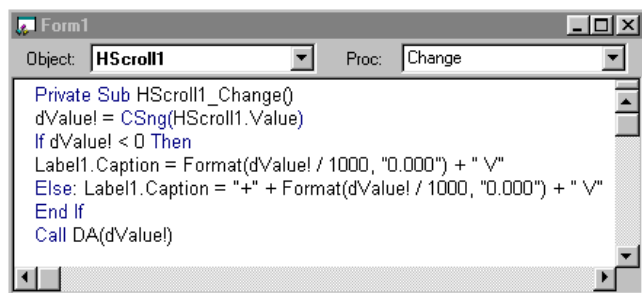 Form1
Object: HScroll1 Proc: Change
Private Sub HScroll1_Change()
dValue! = CSng(HScroll1.Value)
If dValue! < 0 Then
Label1.Caption = Format(dValue! / 1000, "0.000") + " V"
Else: Label1.Caption = "+" + Format(dValue! / 1000, "0.000") + " V"
End If
Call DA(dValue!)